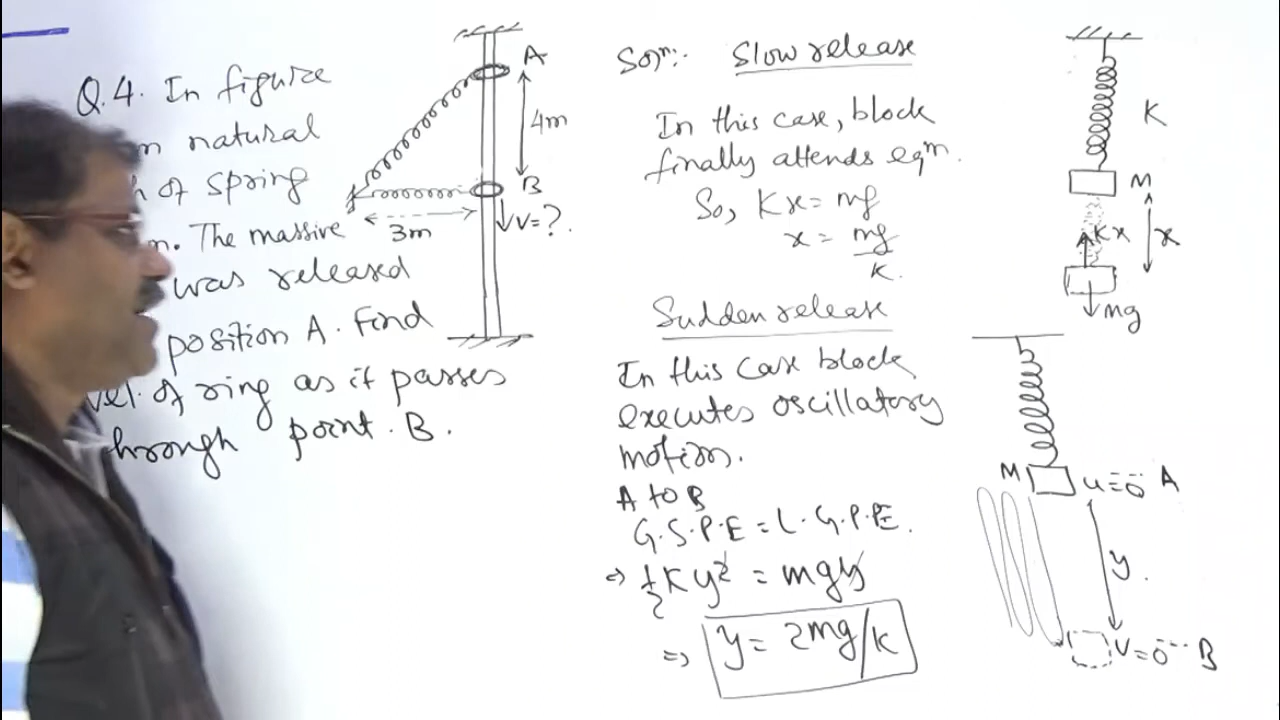 Q.4. In figure
natural
of spring
The massive
was released
position A. Find
of ring as it passes
through point B.
A
4m
B
3m
V=?
Soln:. Slow release
In this case, block
finally attends eqm.
So, Kx = mg
x = mg
K.
K
M
Kx
x
mg
Sudden release
In this case block
executes oscillatory
motion.
A to B
G.S.P.E = L.G.P.E.
⇒ 1/2 K y2 = mgy
⇒ y = 2mg/K
M
u=0 A
y
V=0 B